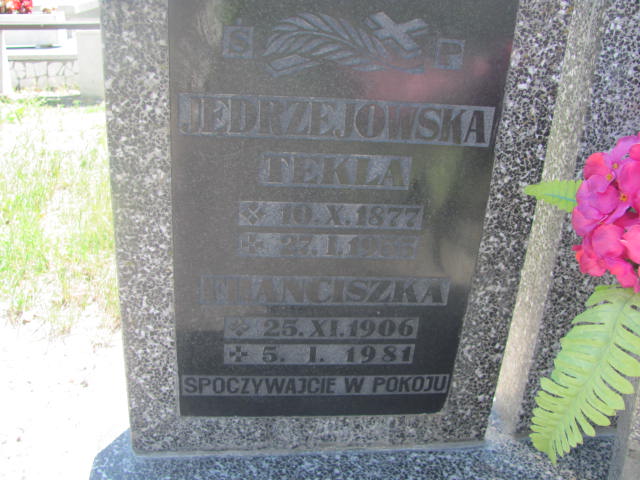 Ś P
JĘDRZEJOWSKA
TEKLA
10.X.1877
27.I.
FRANCISZKA
25.XI.1906
5. I. 1981
SPOCZYWAJCIE W POKOJU